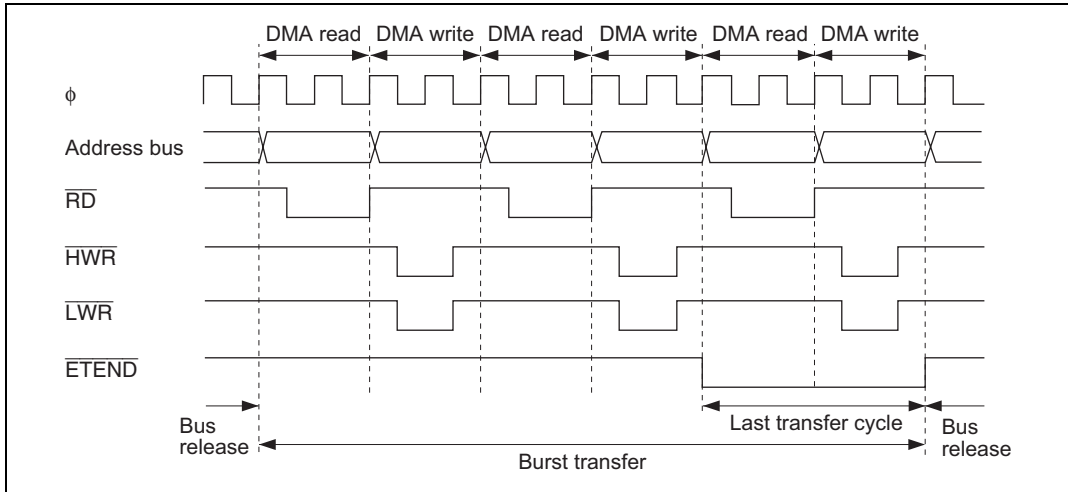 DMA read DMA write DMA read DMA write DMA read DMA write
ϕ
Address bus
RD
HWR
LWR
ETEND
Bus release
Last transfer cycle
Bus release
Burst transfer